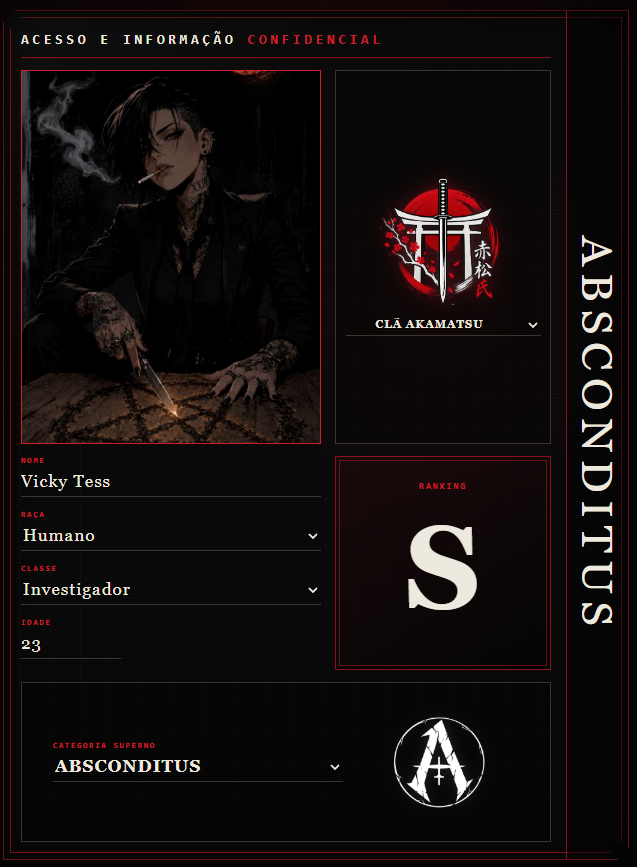 ACESSO E INFORMAÇÃO CONFIDENCIAL
赤松氏
CLÃ AKAMATSU
NOME
Vicky Tess
RAÇA
Humano
CLASSE
Investigador
IDADE
23
RANKING
S
CATEGORIA SUPERNO
ABSCONDITUS
A
ABSCONDITUS